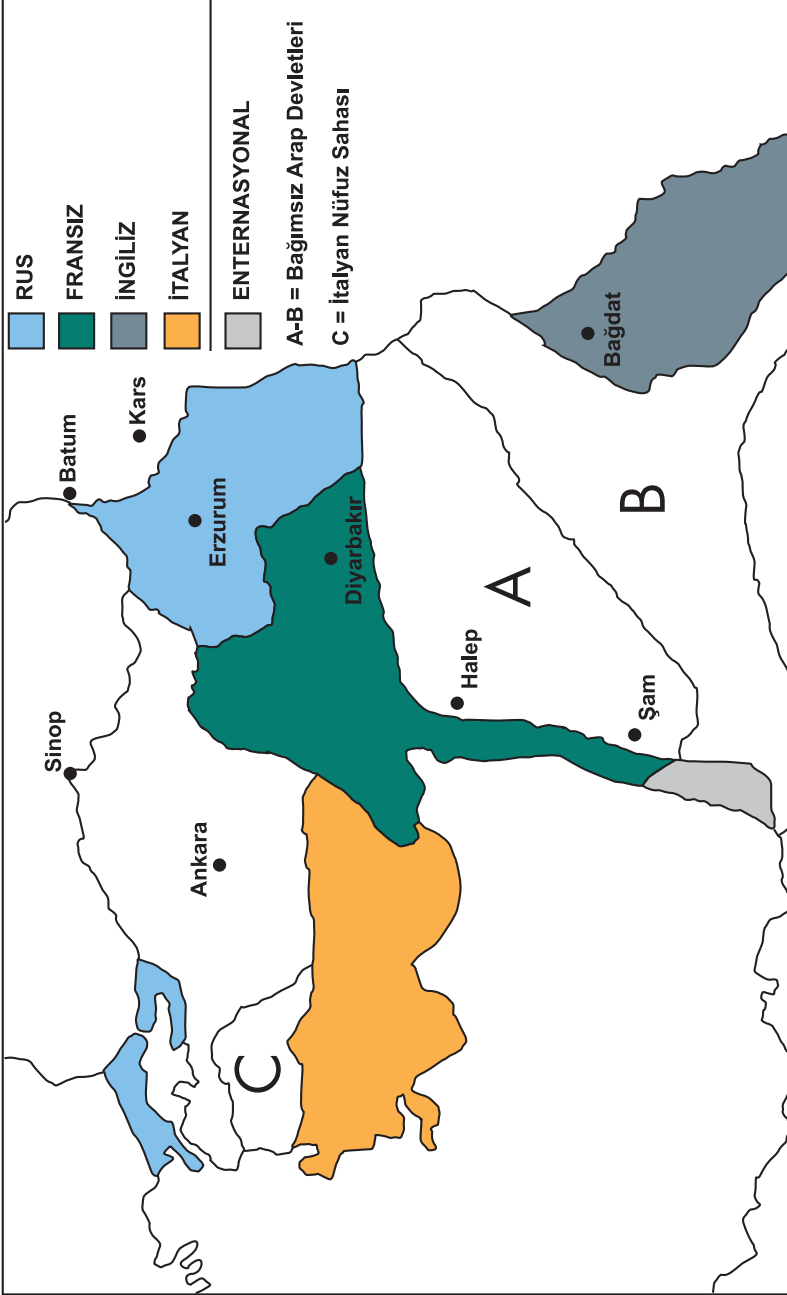 RUS
FRANSIZ
İNGİLİZ
İTALYAN
ENTERNASYONAL
A-B = Bağımsız Arap Devletleri
C = İtalyan Nüfuz Sahası
Batum
Kars
Erzurum
Diyarbakır
Sinop
Ankara
Halep
Şam
Bağdat
A
B
C